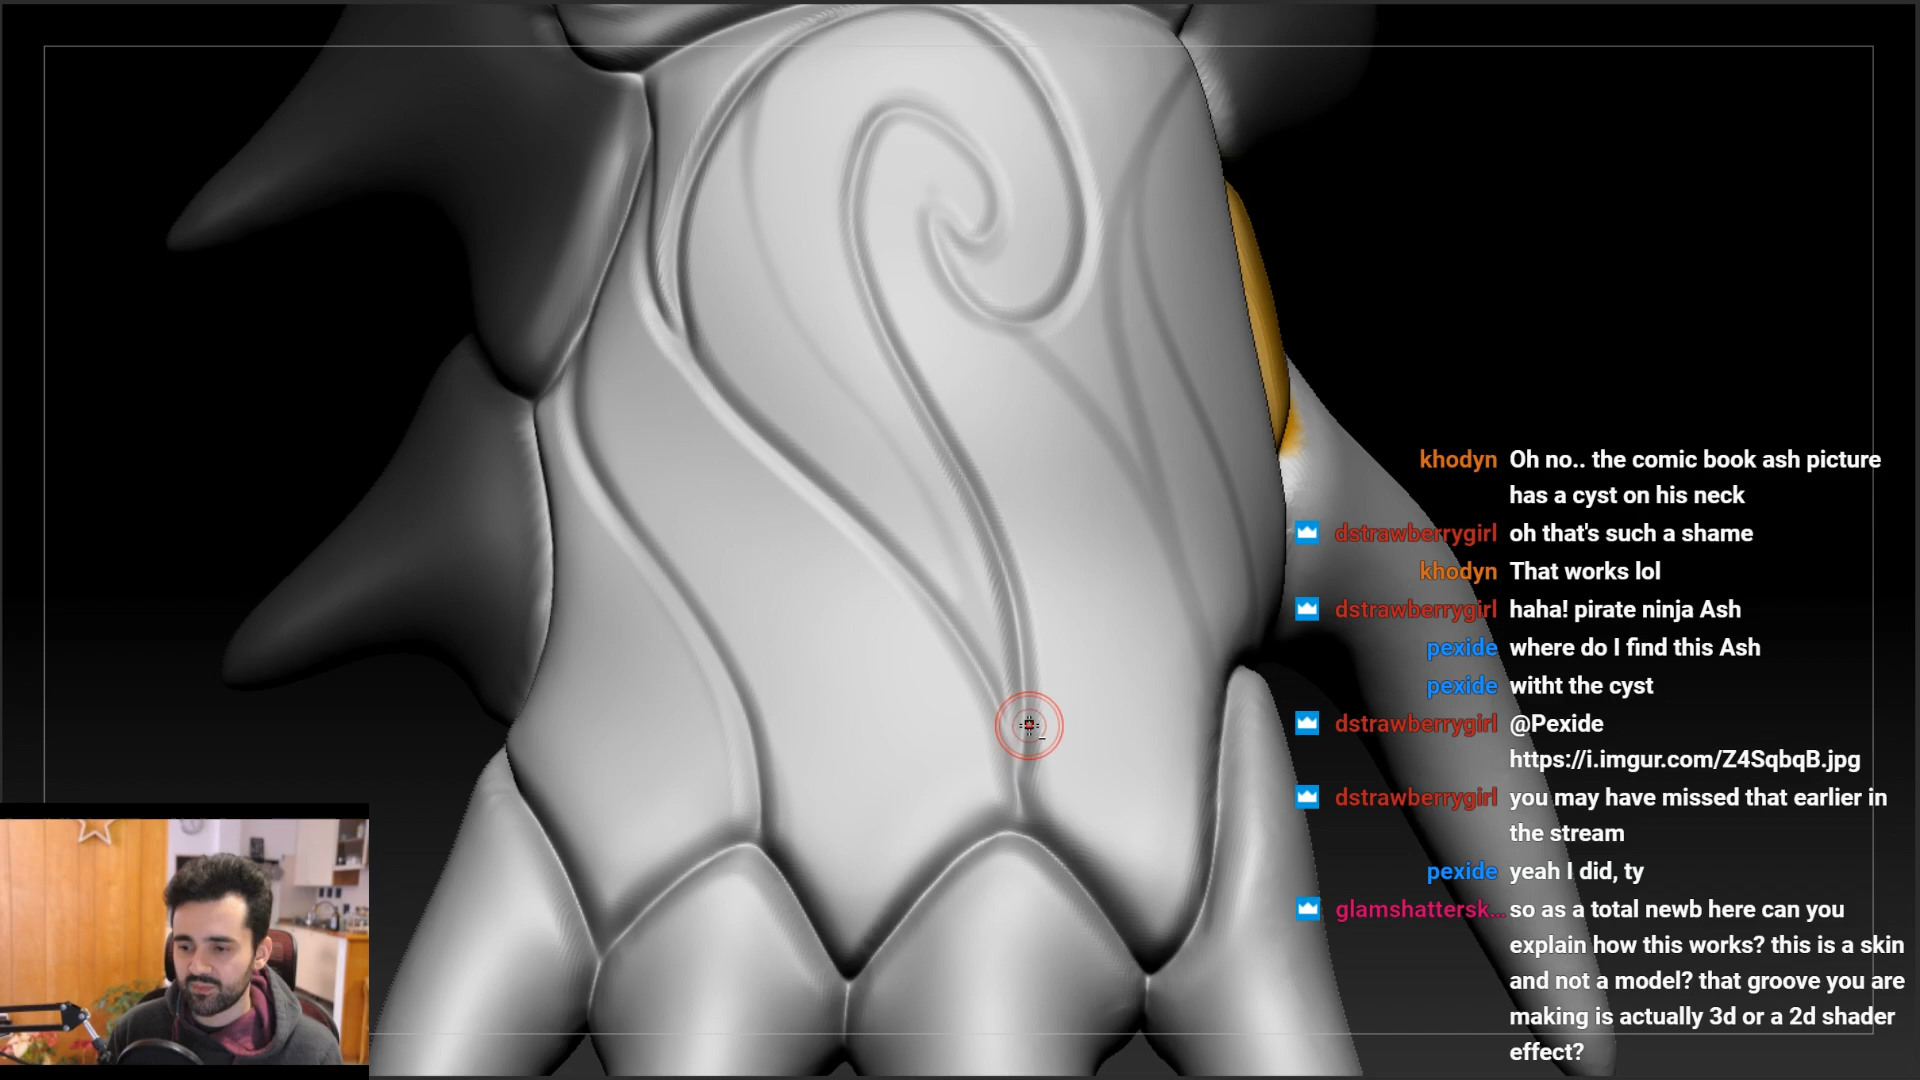 khodyn Oh no.. the comic book ash picture
has a cyst on his neck
dstrawberrygirl oh that's such a shame
khodyn That works lol
dstrawberrygirl haha! pirate ninja Ash
pexide where do I find this Ash
pexide witht the cyst
dstrawberrygirl @Pexide
https://i.imgur.com/Z4SqbqB.jpg
dstrawberrygirl you may have missed that earlier in
the stream
pexide yeah I did, ty
glamshattersk... so as a total newb here can you
explain how this works? this is a skin
and not a model? that groove you are
making is actually 3d or a 2d shader
effect?